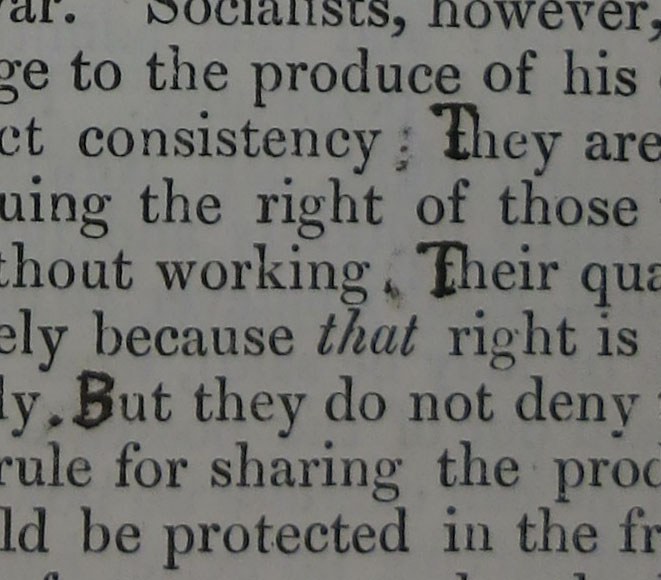 ar. Socialists, however,
ge to the produce of his
ct consistency : They are
uing the right of those
thout working. Their qua
ely because that right is
ly. But they do not deny
rule for sharing the prod
ld be protected in the fr